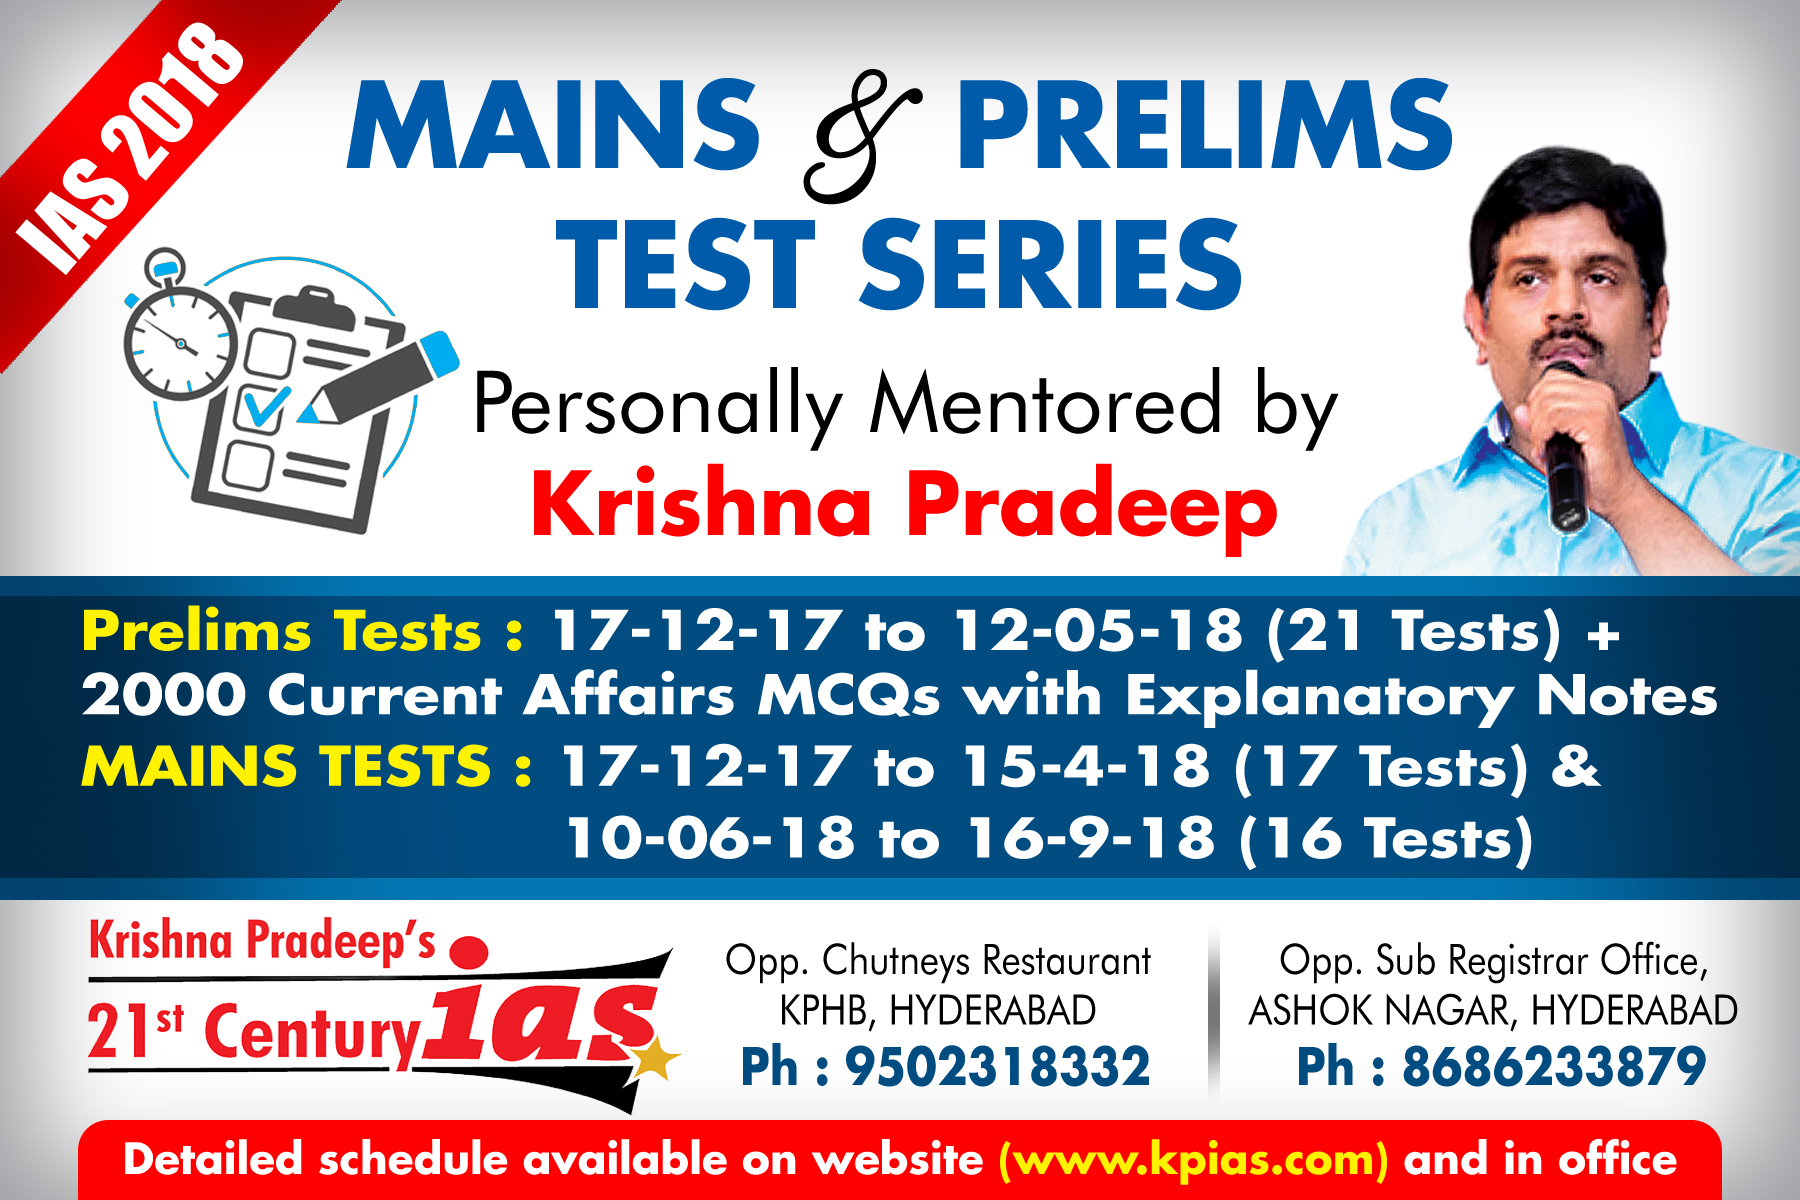 IAS 2018
MAINS & PRELIMS
TEST SERIES
Personally Mentored by
Krishna Pradeep
Prelims Tests : 17-12-17 to 12-05-18 (21 Tests) +
2000 Current Affairs MCQs with Explanatory Notes
MAINS TESTS : 17-12-17 to 15-4-18 (17 Tests) &
10-06-18 to 16-9-18 (16 Tests)
Krishna Pradeep's
21st Century ias
Opp. Chutneys Restaurant
KPHB, HYDERABAD
Ph : 9502318332
Opp. Sub Registrar Office,
ASHOK NAGAR, HYDERABAD
Ph : 8686233879
Detailed schedule available on website (www.kpias.com) and in office